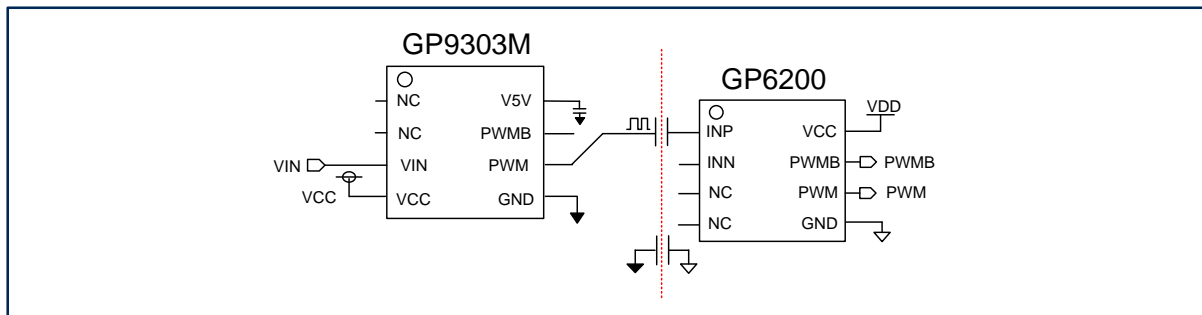 GP9303M
NC
V5V
NC
PWMB
VIN
VIN
PWM
VCC
VCC
GND
GP6200
VDD
INP
VCC
INN
PWMB
PWMB
NC
PWM
PWM
NC
GND